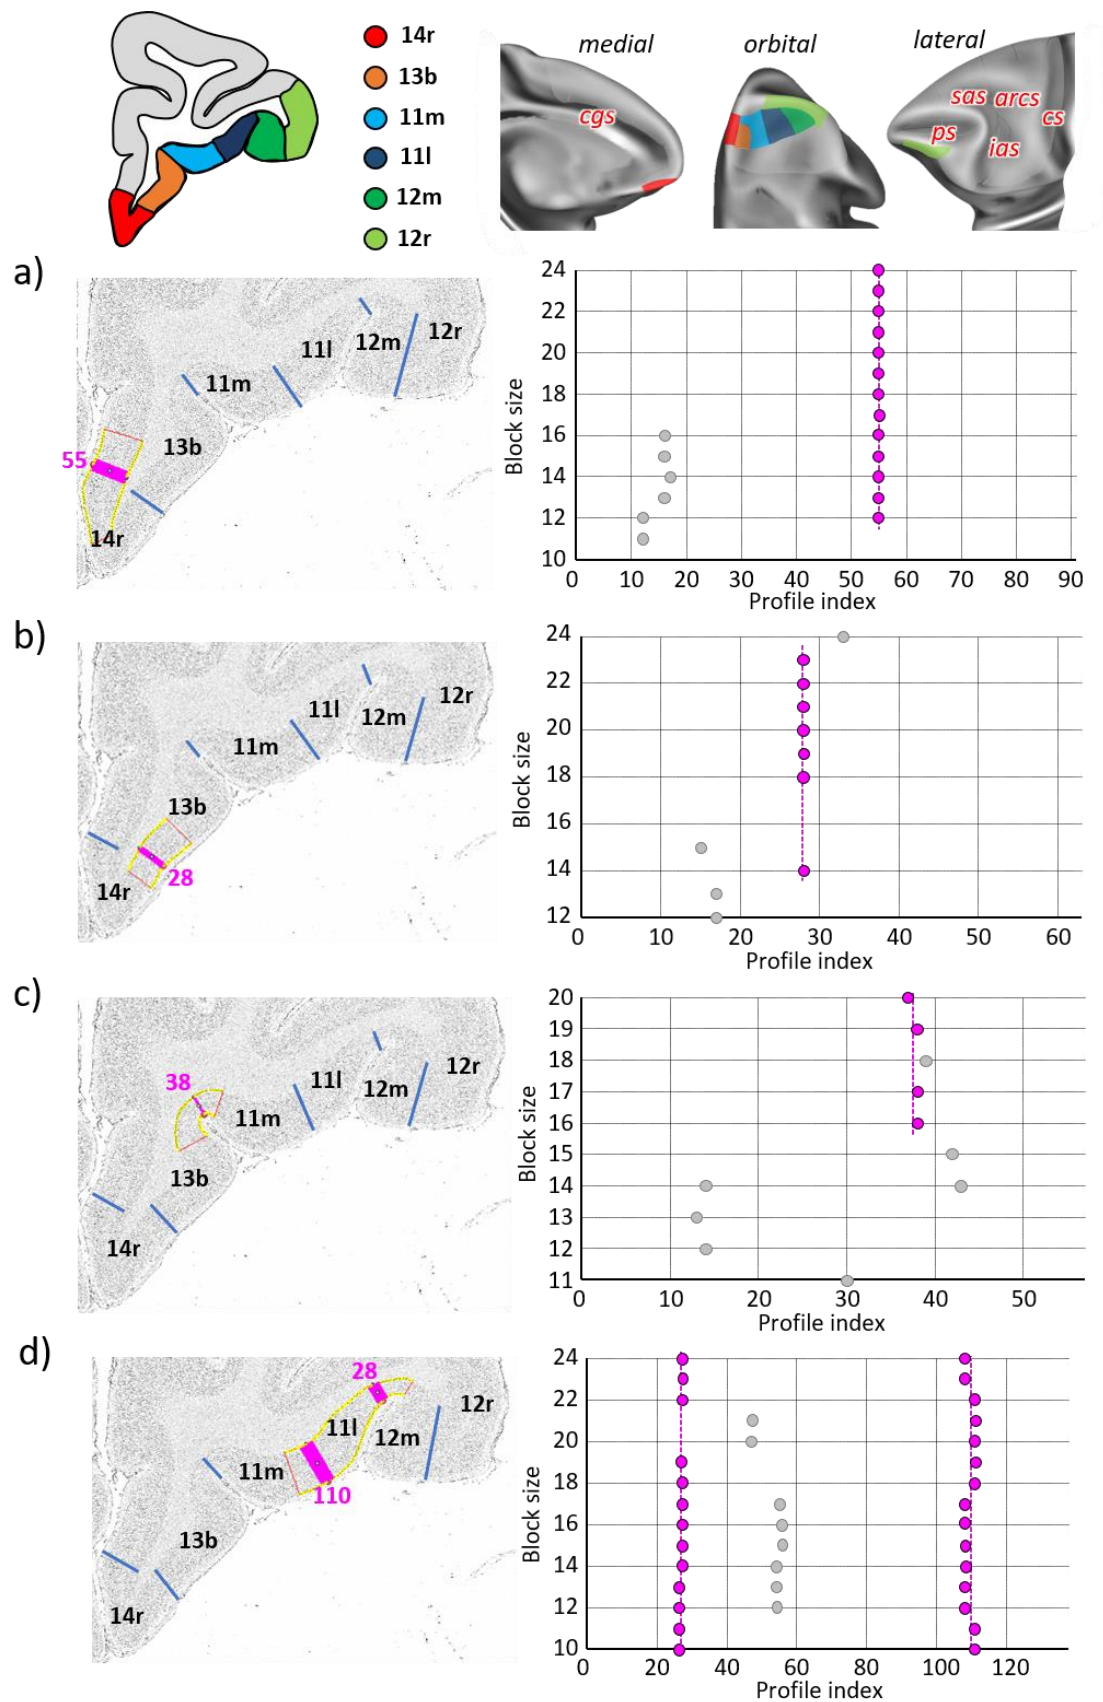 medial orbital lateral
14r
13b
11m
11l
12m
12r
cgs
sas arcs
cs
ps
ias
a)
12r
12m
11l
11m
13b
55
14r
24
22
20
18
16
14
12
10
Block size
0 10 20 30 40 50 60 70 80 90
Profile index
b)
12r
11l
12m
11m
13b
28
14r
24
22
20
18
16
14
12
Block size
0 10 20 30 40 50 60
Profile index
c)
12r
11l
12m
38
11m
13b
14r
20
19
18
17
16
15
14
13
12
11
Block size
0 10 20 30 40 50
Profile index
d)
28
12r
11l
12m
11m
110
13b
14r
24
22
20
18
16
14
12
10
Block size
0 20 40 60 80 100 120
Profile index